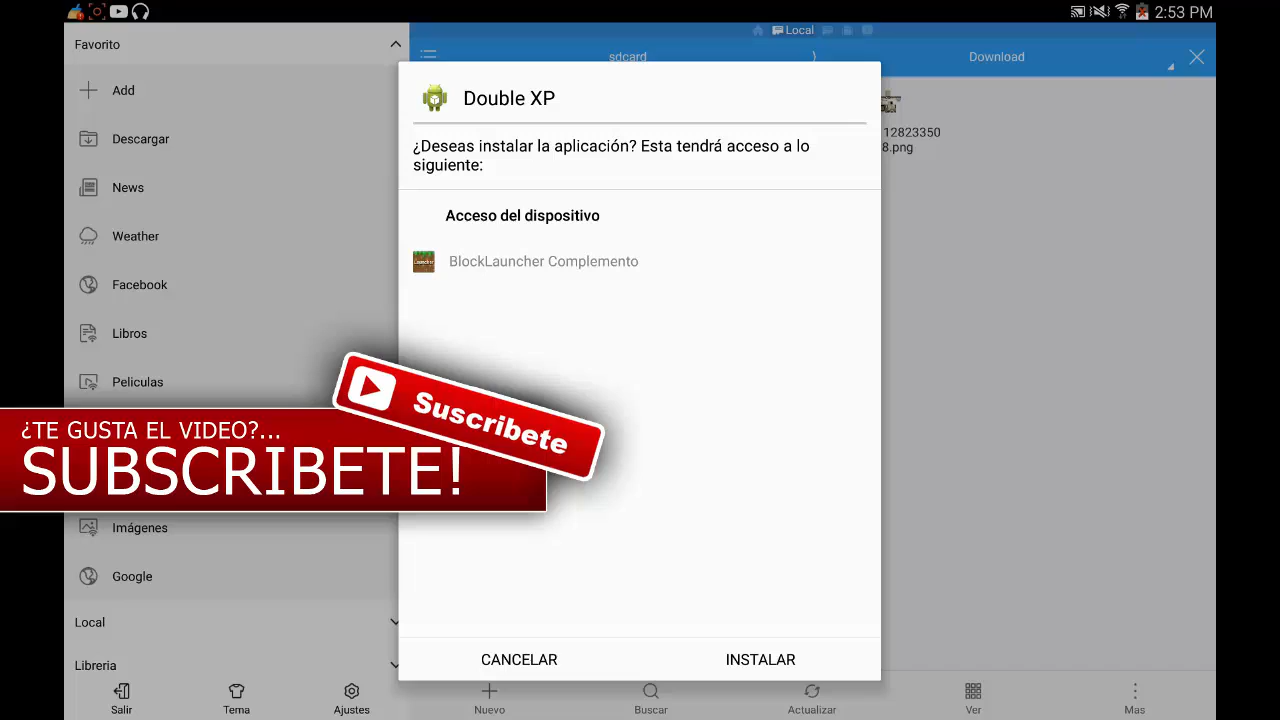 2:53 PM
Favorito
Local
sdcard
Download
Add
Descargar
News
Weather
Facebook
Libros
Peliculas
Imágenes
Google
Local
Libreria
12823350
8.png
Double XP
¿Deseas instalar la aplicación? Esta tendrá acceso a lo
siguiente:
Acceso del dispositivo
Launcher
BlockLauncher Complemento
Suscribete
¿TE GUSTA EL VIDEO?...
SUBSCRIBETE!
CANCELAR
INSTALAR
Salir
Tema
Ajustes
Nuevo
Buscar
Actualizar
Ver
Mas